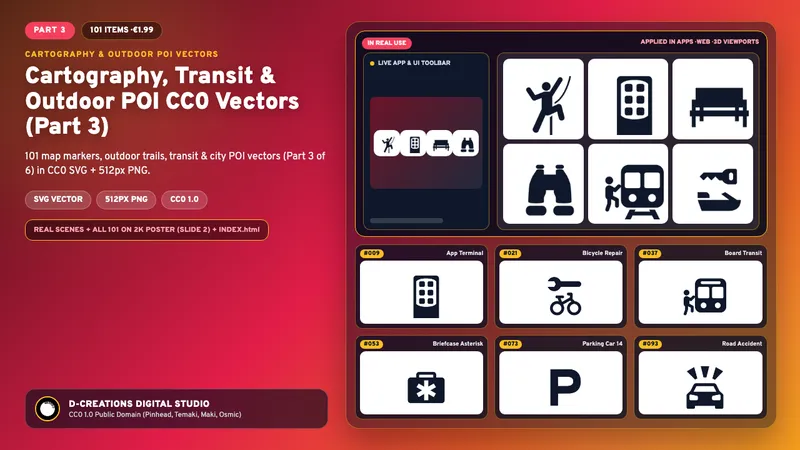 PART 3
101 ITEMS · €1.99
CARTOGRAPHY & OUTDOOR POI VECTORS
Cartography, Transit &
Outdoor POI CC0 Vectors
(Part 3)
101 map markers, outdoor trails, transit & city POI vectors (Part 3 of
6) in CC0 SVG + 512px PNG.
SVG VECTOR
512PX PNG
CC0 1.0
REAL SCENES + ALL 101 ON 2K POSTER (SLIDE 2) + INDEX.html
D-CREATIONS DIGITAL STUDIO
CC0 1.0 Public Domain (Pinhead, Temaki, Maki, Osmic)
IN REAL USE
APPLIED IN APPS · WEB · 3D VIEWPORTS
LIVE APP & UI TOOLBAR
#009
App Terminal
#021
Bicycle Repair
#037
Board Transit
#053
Briefcase Asterisk
#073
Parking Car 14
#093
Road Accident
P